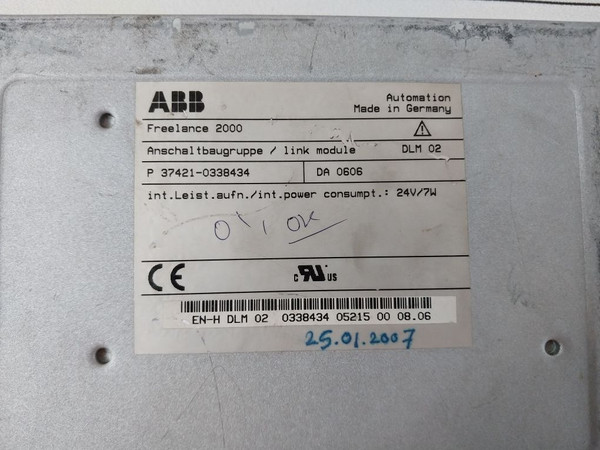 ABB
Automation
Made in Germany
Freelance 2000
Anschaltbaugruppe / link module DLM 02
P 37421-0338434 DA 0606
int.Leist.aufn./int.power consumpt.: 24V/7W
OK
CE
c RU US
EN-H DLM 02 0338434 05215 00 08.06
25.01.2007